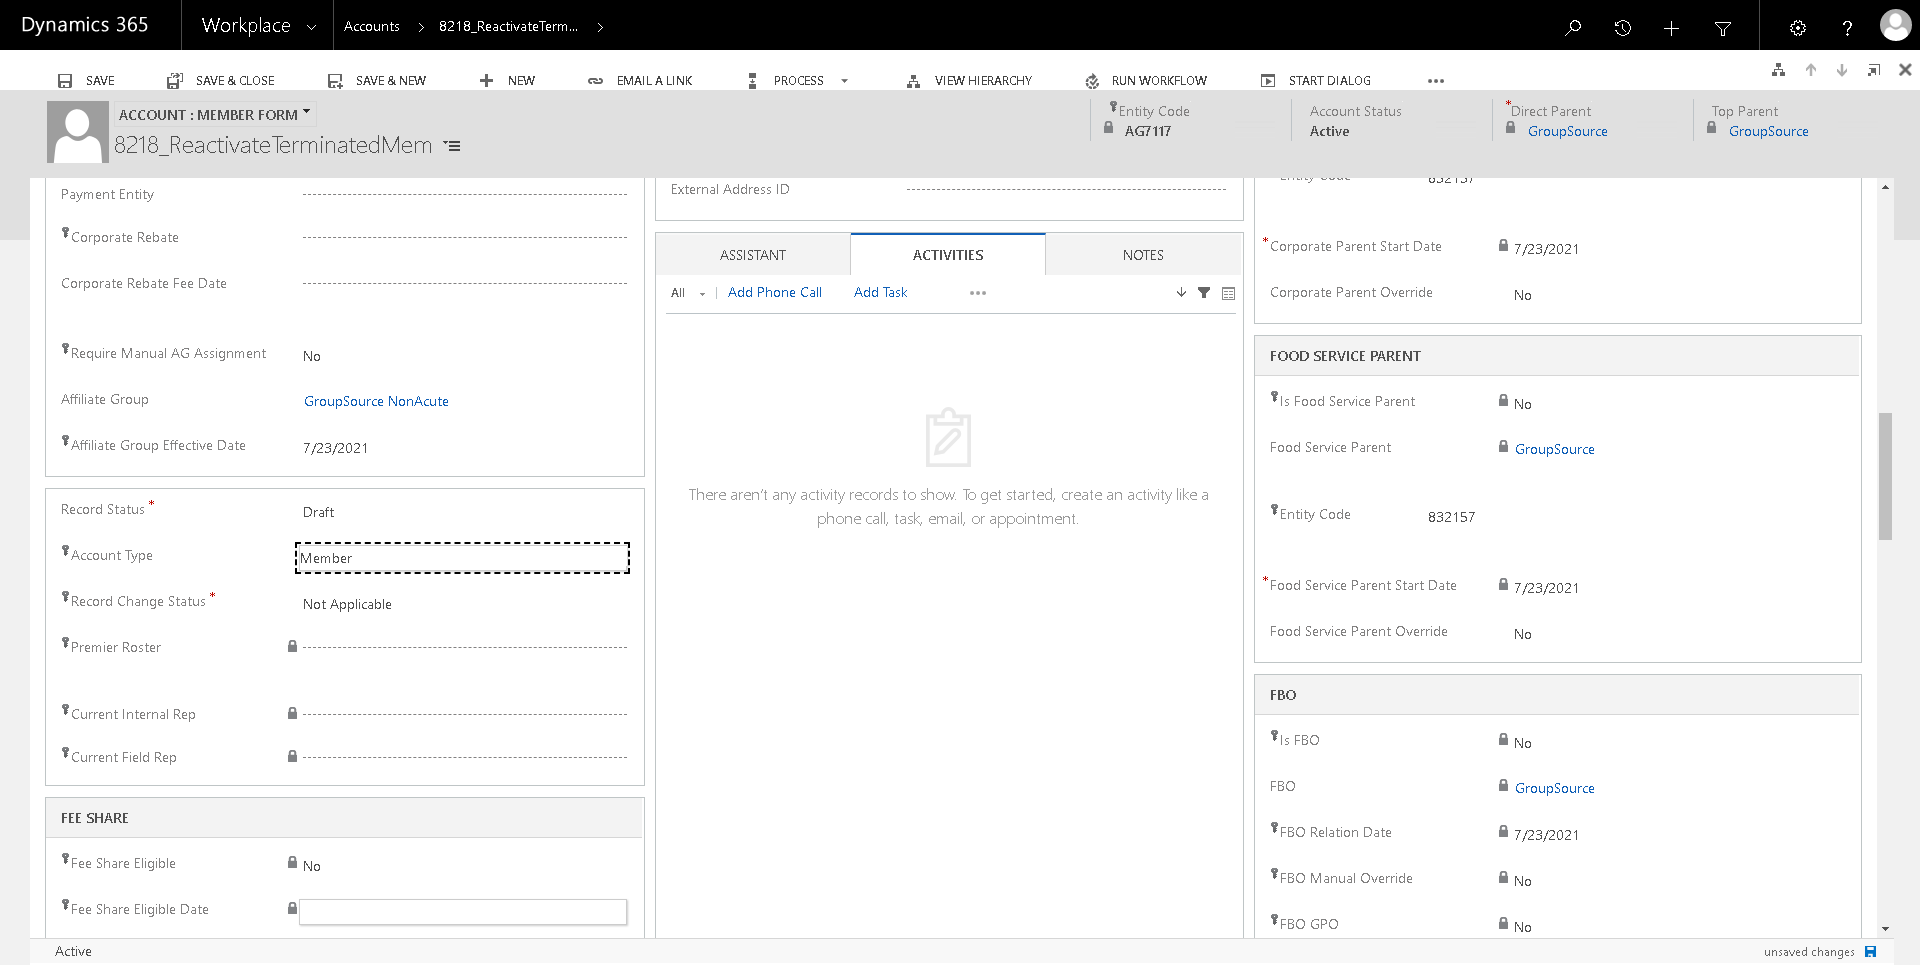 Dynamics 365
Workplace
Accounts > 8218_ReactivateTerm... >
SAVE
SAVE & CLOSE
SAVE & NEW
NEW
EMAIL A LINK
PROCESS
VIEW HIERARCHY
RUN WORKFLOW
START DIALOG
ACCOUNT : MEMBER FORM
8218_ReactivateTerminatedMem
Entity Code
AG7117
Account Status
Active
*Direct Parent
GroupSource
Top Parent
GroupSource
Payment Entity
Corporate Rebate
Corporate Rebate Fee Date
Require Manual AG Assignment No
Affiliate Group GroupSource NonAcute
Affiliate Group Effective Date 7/23/2021
Record Status * Draft
Account Type Member
Record Change Status * Not Applicable
Premier Roster
Current Internal Rep
Current Field Rep
FEE SHARE
Fee Share Eligible No
Fee Share Eligible Date
External Address ID
ASSISTANT
ACTIVITIES
NOTES
All
Add Phone Call
Add Task
There aren't any activity records to show. To get started, create an activity like a
phone call, task, email, or appointment.
Entity Code 832157
*Corporate Parent Start Date 7/23/2021
Corporate Parent Override No
FOOD SERVICE PARENT
Is Food Service Parent No
Food Service Parent GroupSource
Entity Code 832157
*Food Service Parent Start Date 7/23/2021
Food Service Parent Override No
FBO
Is FBO No
FBO GroupSource
FBO Relation Date 7/23/2021
FBO Manual Override No
FBO GPO No
Active
unsaved changes